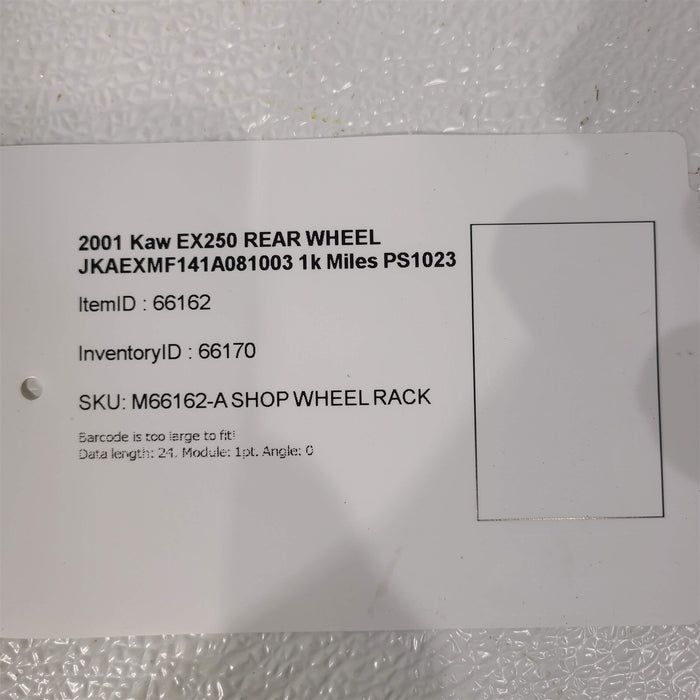 2001 Kaw EX250 REAR WHEEL
JKAEXMF141A081003 1k Miles PS1023
ItemID : 66162
InventoryID : 66170
SKU: M66162-A SHOP WHEEL RACK
Barcode is too large to fit!
Data length: 24, Module: 1pt. Angle: 0